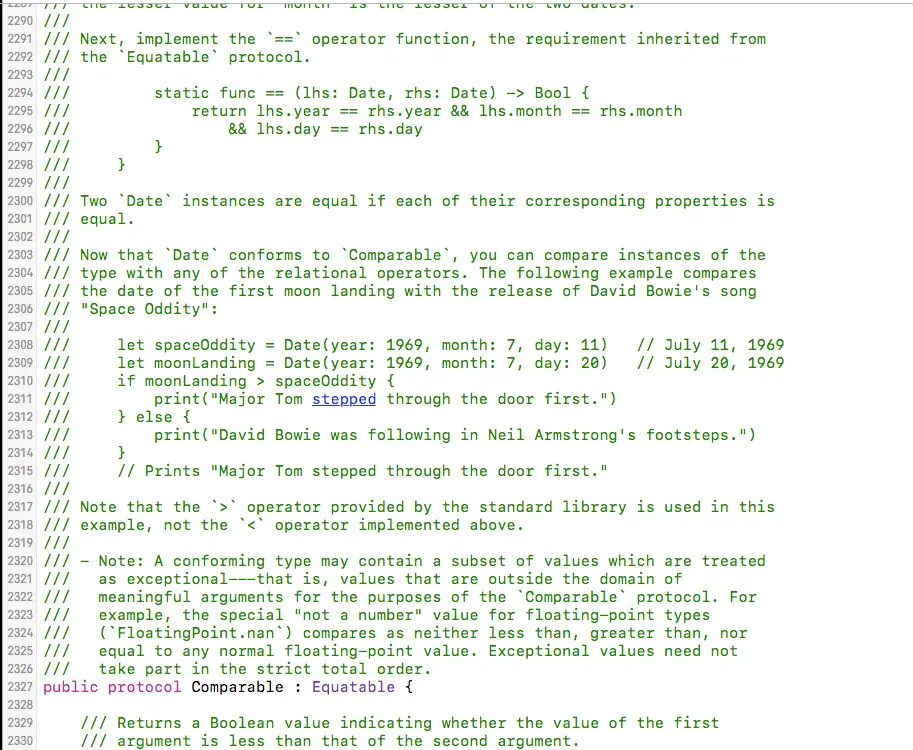 2289 /// the lesser value for `month` is the lesser of the two dates.
2290 ///
2291 /// Next, implement the `==` operator function, the requirement inherited from
2292 /// the `Equatable` protocol.
2293 ///
2294 ///         static func == (lhs: Date, rhs: Date) -> Bool {
2295 ///             return lhs.year == rhs.year && lhs.month == rhs.month
2296 ///                 && lhs.day == rhs.day
2297 ///         }
2298 ///     }
2299 ///
2300 /// Two `Date` instances are equal if each of their corresponding properties is
2301 /// equal.
2302 ///
2303 /// Now that `Date` conforms to `Comparable`, you can compare instances of the
2304 /// type with any of the relational operators. The following example compares
2305 /// the date of the first moon landing with the release of David Bowie's song
2306 /// "Space Oddity":
2307 ///
2308 ///     let spaceOddity = Date(year: 1969, month: 7, day: 11)   // July 11, 1969
2309 ///     let moonLanding = Date(year: 1969, month: 7, day: 20)   // July 20, 1969
2310 ///     if moonLanding > spaceOddity {
2311 ///         print("Major Tom stepped through the door first.")
2312 ///     } else {
2313 ///         print("David Bowie was following in Neil Armstrong's footsteps.")
2314 ///     }
2315 ///     // Prints "Major Tom stepped through the door first."
2316 ///
2317 /// Note that the `>` operator provided by the standard library is used in this
2318 /// example, not the `<` operator implemented above.
2319 ///
2320 /// - Note: A conforming type may contain a subset of values which are treated
2321 ///   as exceptional---that is, values that are outside the domain of
2322 ///   meaningful arguments for the purposes of the `Comparable` protocol. For
2323 ///   example, the special "not a number" value for floating-point types
2324 ///   (`FloatingPoint.nan`) compares as neither less than, greater than, nor
2325 ///   equal to any normal floating-point value. Exceptional values need not
2326 ///   take part in the strict total order.
2327 public protocol Comparable : Equatable {
2328
2329     /// Returns a Boolean value indicating whether the value of the first
2330     /// argument is less than that of the second argument.